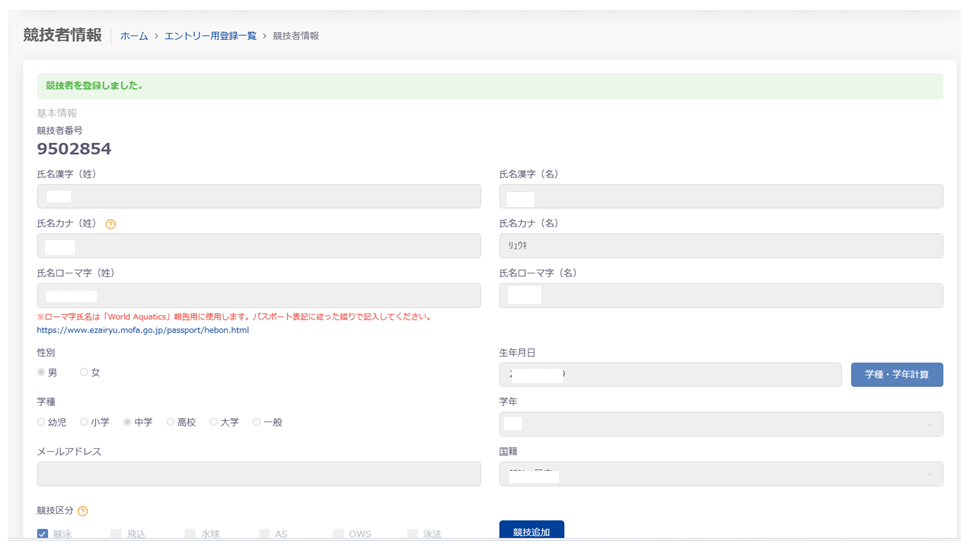 競技者情報 ホーム > エントリー用登録一覧 > 競技者情報
競技者を登録しました。
基本情報
競技者番号
9502854
氏名漢字（姓） 氏名漢字（名）
氏名カナ（姓） 氏名カナ（名）
ﾘｭｳｷ
氏名ローマ字（姓） 氏名ローマ字（名）
※ローマ字氏名は「World Aquatics」報告用に使用します。パスポート表記に従った綴りで記入してください。
https://www.ezairyu.mofa.go.jp/passport/hebon.html
性別 生年月日
男 女 学種・学年計算
学種 学年
幼児 小学 中学 高校 大学 一般
メールアドレス 国籍
競技区分
競泳 飛込 水球 AS OWS 泳法 競技追加